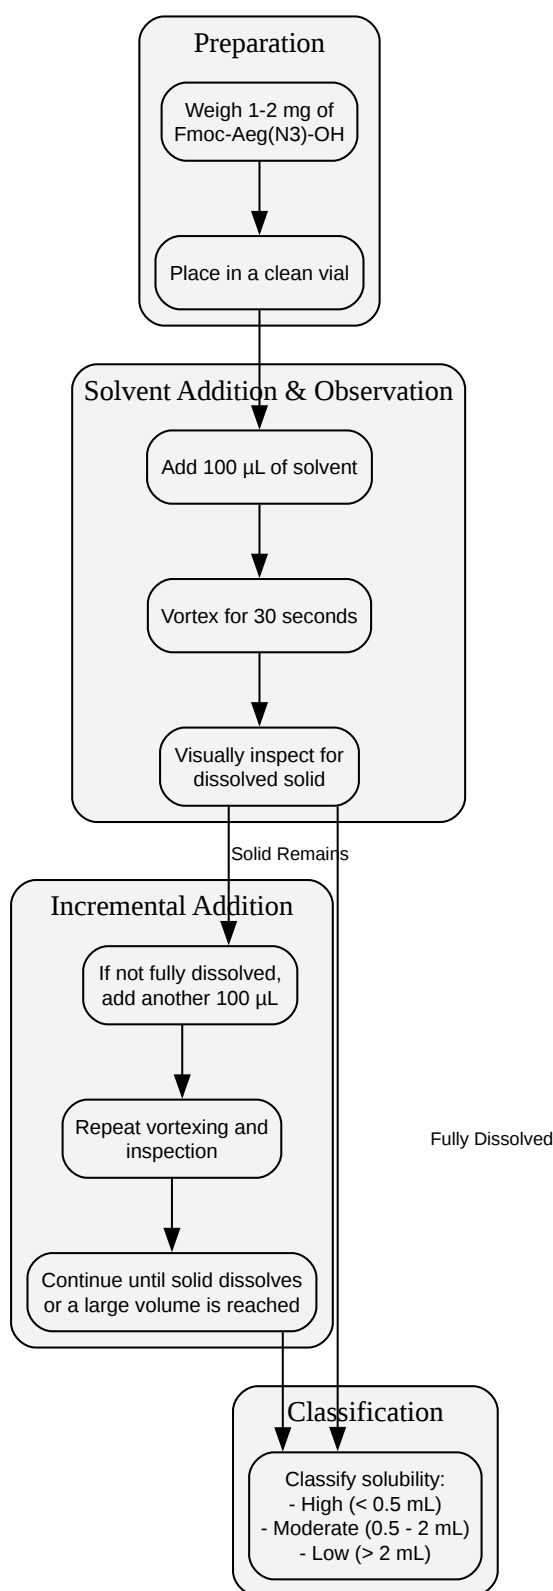 Preparation
Weigh 1-2 mg of
Fmoc-Aeg(N3)-OH
Place in a clean vial
Solvent Addition & Observation
Add 100 µL of solvent
Vortex for 30 seconds
Visually inspect for
dissolved solid
Solid Remains
Incremental Addition
If not fully dissolved,
add another 100 µL
Repeat vortexing and
inspection
Fully Dissolved
Continue until solid dissolves
or a large volume is reached
Classification
Classify solubility:
- High (< 0.5 mL)
- Moderate (0.5 - 2 mL)
- Low (> 2 mL)